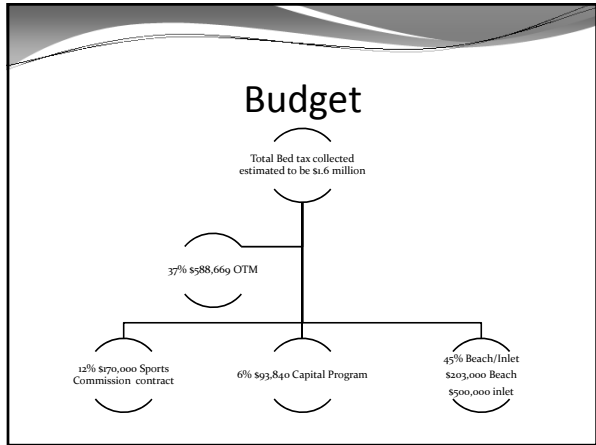 Budget
Total Bed tax collected
estimated to be $1.6 million
37% $588,669 OTM
12% $170,000 Sports
Commission contract
6% $93,840 Capital Program
45% Beach/Inlet
$203,000 Beach
$500,000 inlet